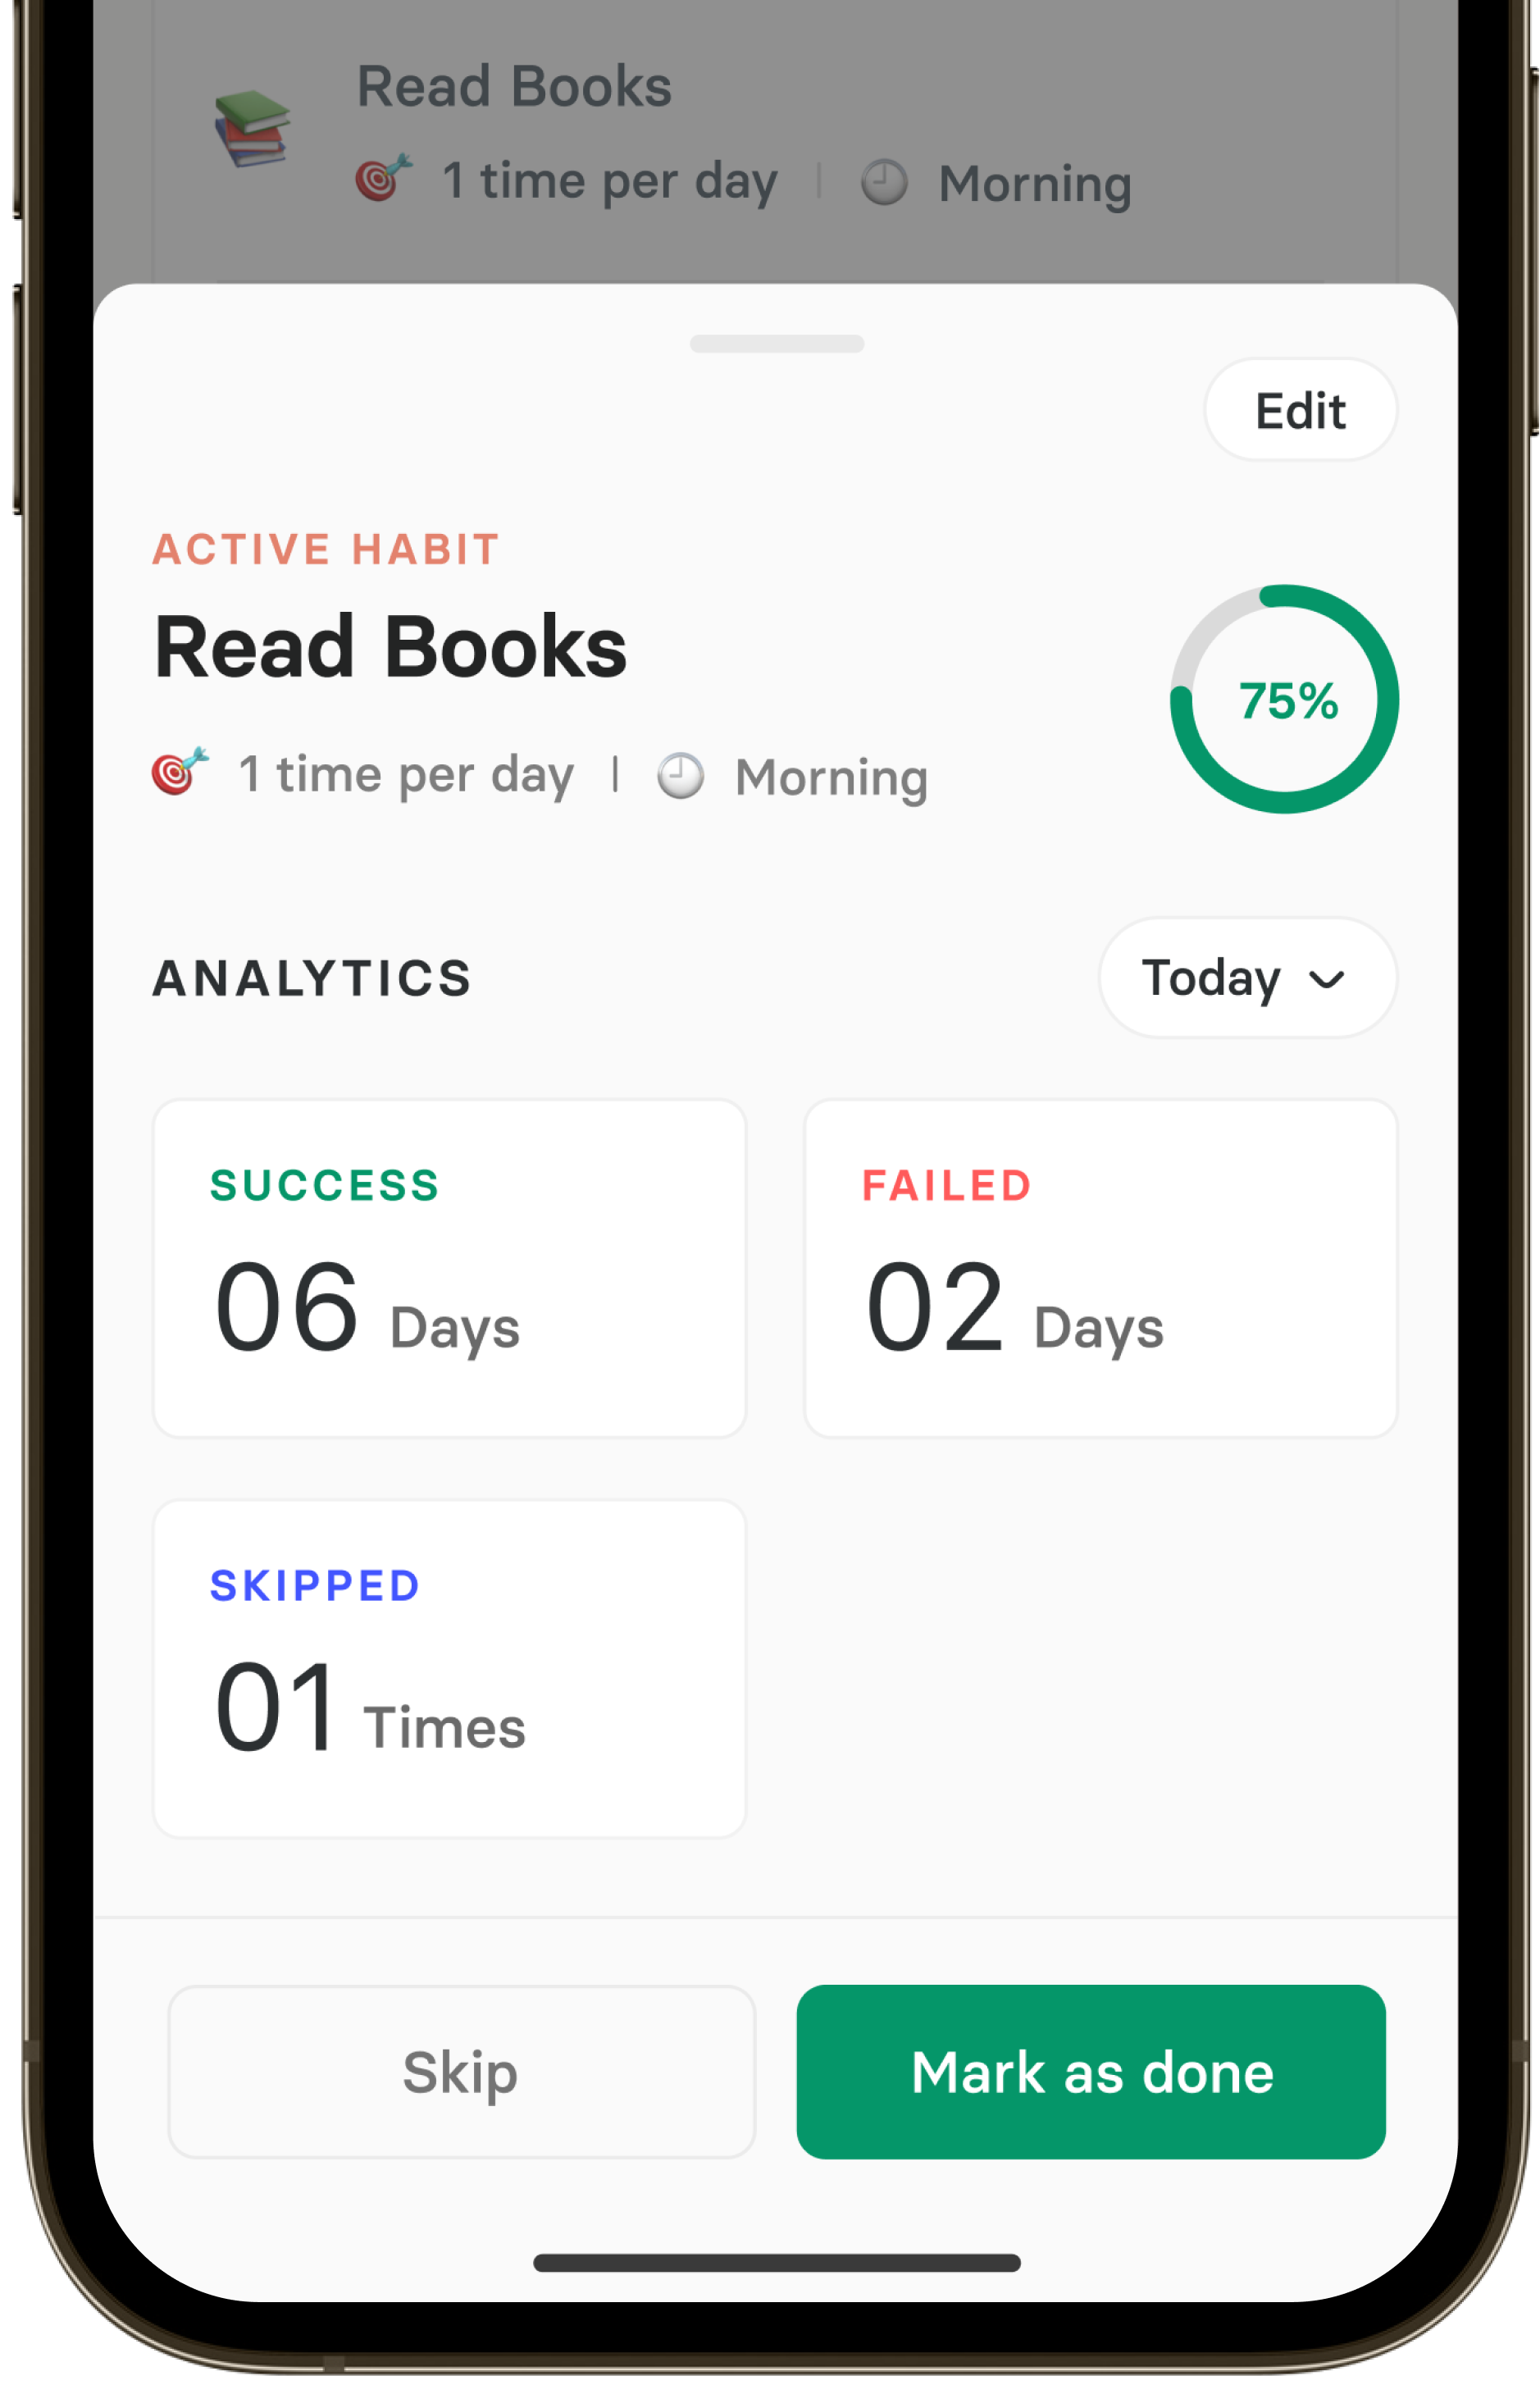 Read Books
1 time per day | Morning
Edit
ACTIVE HABIT
Read Books
1 time per day | Morning
75%
ANALYTICS
Today
SUCCESS
06 Days
FAILED
02 Days
SKIPPED
01 Times
Skip
Mark as done